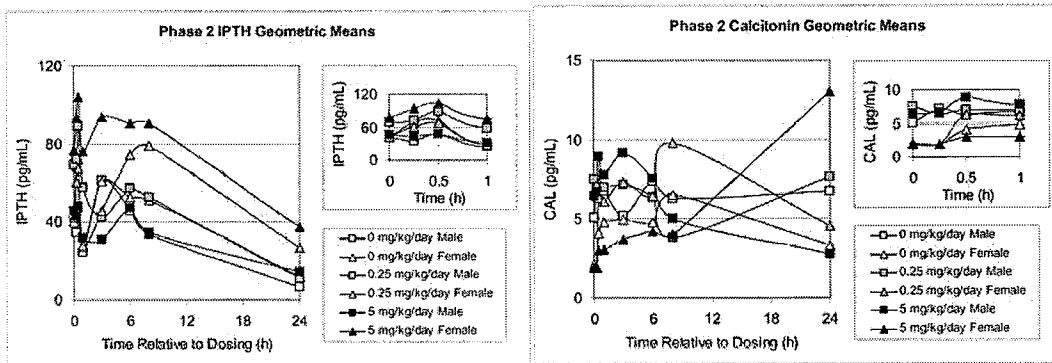 Phase 2 IPTH Geometric Means
IPTH (pg/mL)
120
80
40
0
0
6
12
18
24
Time Relative to Dosing (h)
IPTH (pg/mL)
120
60
0
0
0.5
1
Time (h)
0 mg/kg/day Male
0 mg/kg/day Female
0.25 mg/kg/day Male
0.25 mg/kg/day Female
5 mg/kg/day Male
5 mg/kg/day Female
Phase 2 Calcitonin Geometric Means
CAL (pg/mL)
15
10
5
0
0
6
12
18
24
Time Relative to Dosing (h)
CAL (pg/mL)
10
5
0
0
0.5
1
Time (h)
0 mg/kg/day Male
0 mg/kg/day Female
0.25 mg/kg/day Male
0.25 mg/kg/day Female
5 mg/kg/day Male
5 mg/kg/day Female